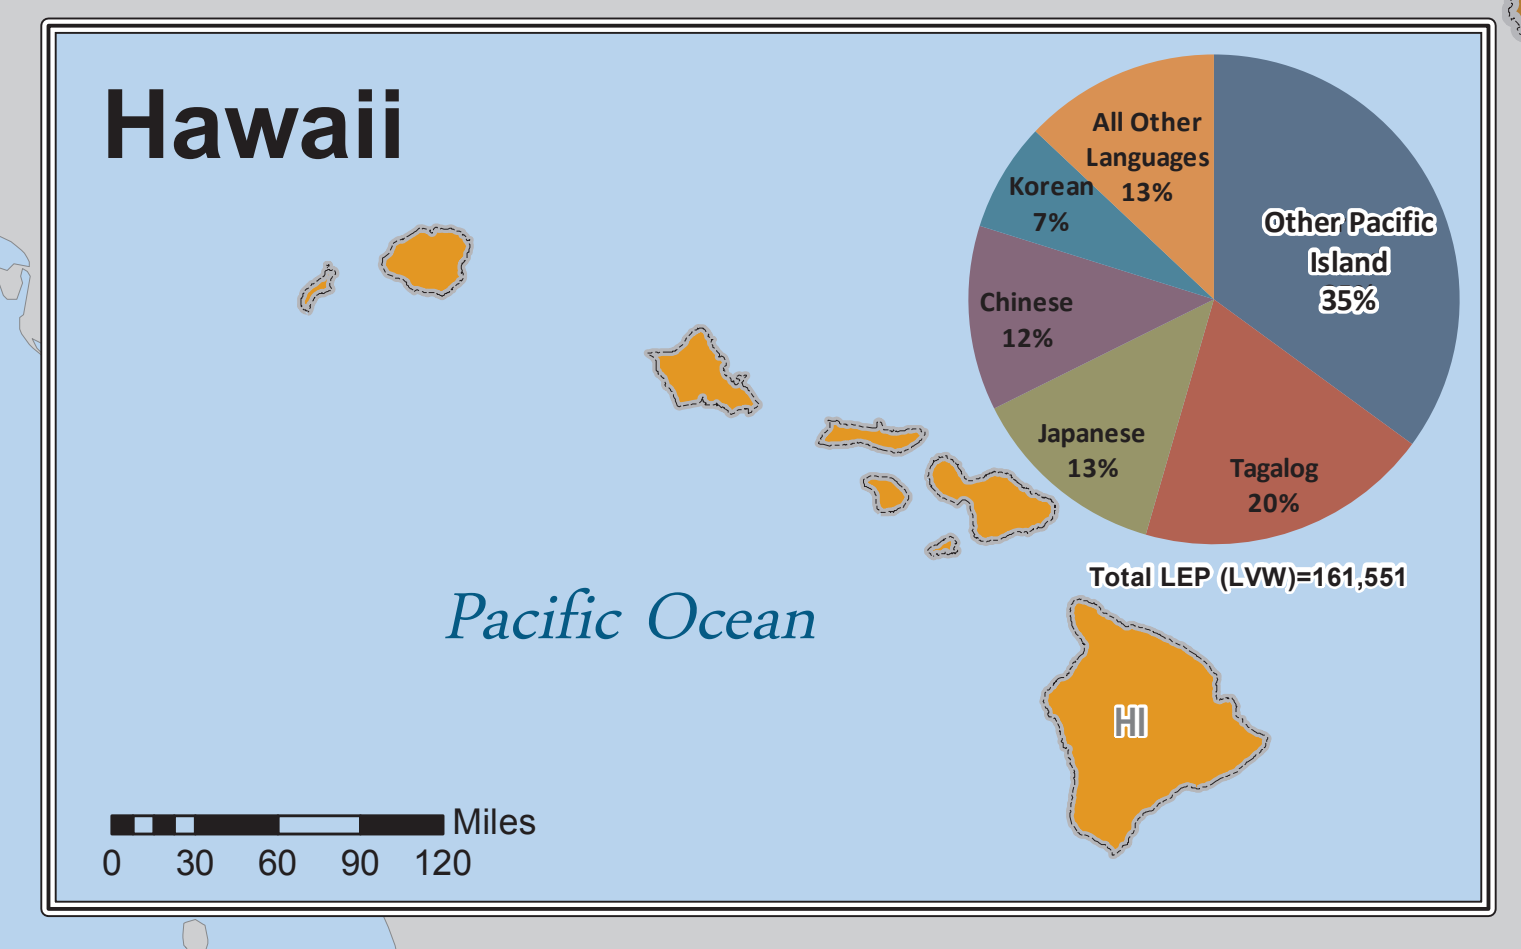 Hawaii
All Other
Languages
13%
Korean
7%
Other Pacific
Island
35%
Chinese
12%
Japanese
13%
Tagalog
20%
Total LEP (LVW)=161,551
Pacific Ocean
HI
Miles
0 30 60 90 120